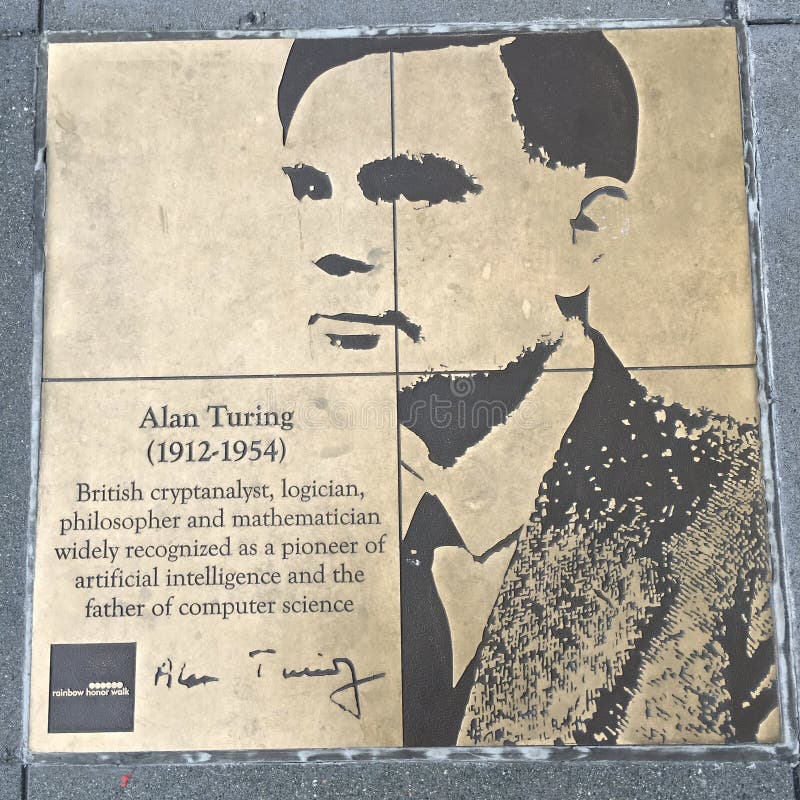 Alan Turing
(1912-1954)
British cryptanalyst, logician,
philosopher and mathematician
widely recognized as a pioneer of
artificial intelligence and the
father of computer science
rainbow honor walk
Alan Turing
dreamstime